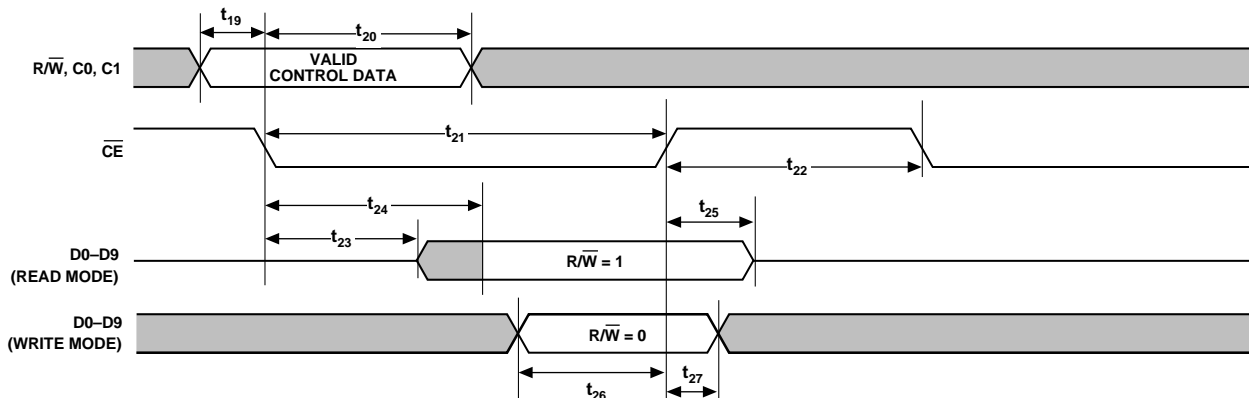 t19
t20
R/W̅, C0, C1
VALID
CONTROL DATA
C̅E̅
t21
t22
t24
t23
t25
D0–D9
(READ MODE)
R/W̅ = 1
D0–D9
(WRITE MODE)
R/W̅ = 0
t26
t27